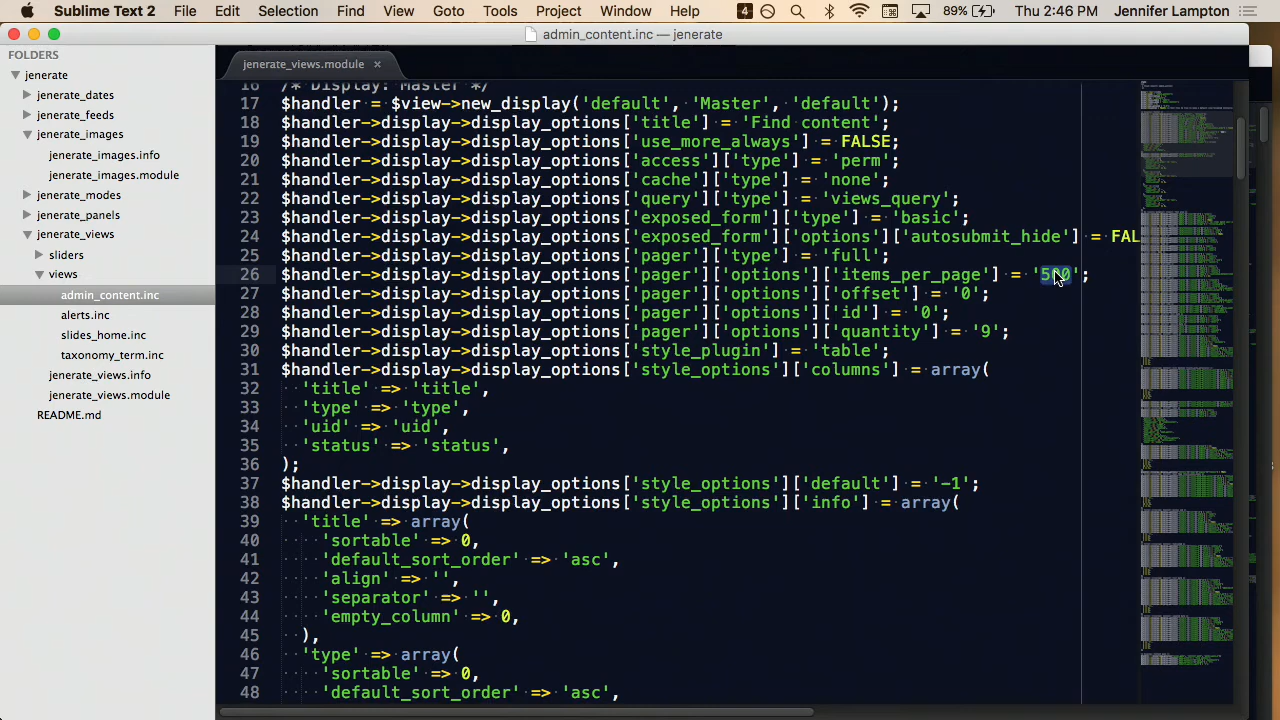 Sublime Text 2 File Edit Selection Find View Goto Tools Project Window Help 4 89% Thu 2:46 PM Jennifer Lampton
admin_content.inc — jenerate
FOLDERS
jenerate
jenerate_dates
jenerate_feeds
jenerate_images
jenerate_images.info
jenerate_images.module
jenerate_modes
jenerate_panels
jenerate_views
sliders
views
admin_content.inc
alerts.inc
slides_home.inc
taxonomy_term.inc
jenerate_views.info
jenerate_views.module
README.md
jenerate_views.module ×
16 /* Display: Master */
17 $handler = $view->new_display('default', 'Master', 'default');
18 $handler->display->display_options['title'] = 'Find content';
19 $handler->display->display_options['use_more_always'] = FALSE;
20 $handler->display->display_options['access']['type'] = 'perm';
21 $handler->display->display_options['cache']['type'] = 'none';
22 $handler->display->display_options['query']['type'] = 'views_query';
23 $handler->display->display_options['exposed_form']['type'] = 'basic';
24 $handler->display->display_options['exposed_form']['options']['autosubmit_hide'] = FAL
25 $handler->display->display_options['pager']['type'] = 'full';
26 $handler->display->display_options['pager']['options']['items_per_page'] = '500';
27 $handler->display->display_options['pager']['options']['offset'] = '0';
28 $handler->display->display_options['pager']['options']['id'] = '0';
29 $handler->display->display_options['pager']['options']['quantity'] = '9';
30 $handler->display->display_options['style_plugin'] = 'table';
31 $handler->display->display_options['style_options']['columns'] = array(
32 'title' => 'title',
33 'type' => 'type',
34 'uid' => 'uid',
35 'status' => 'status',
36 );
37 $handler->display->display_options['style_options']['default'] = '-1';
38 $handler->display->display_options['style_options']['info'] = array(
39 'title' => array(
40 'sortable' => 0,
41 'default_sort_order' => 'asc',
42 'align' => '',
43 'separator' => '',
44 'empty_column' => 0,
45 ),
46 'type' => array(
47 'sortable' => 0,
48 'default_sort_order' => 'asc',